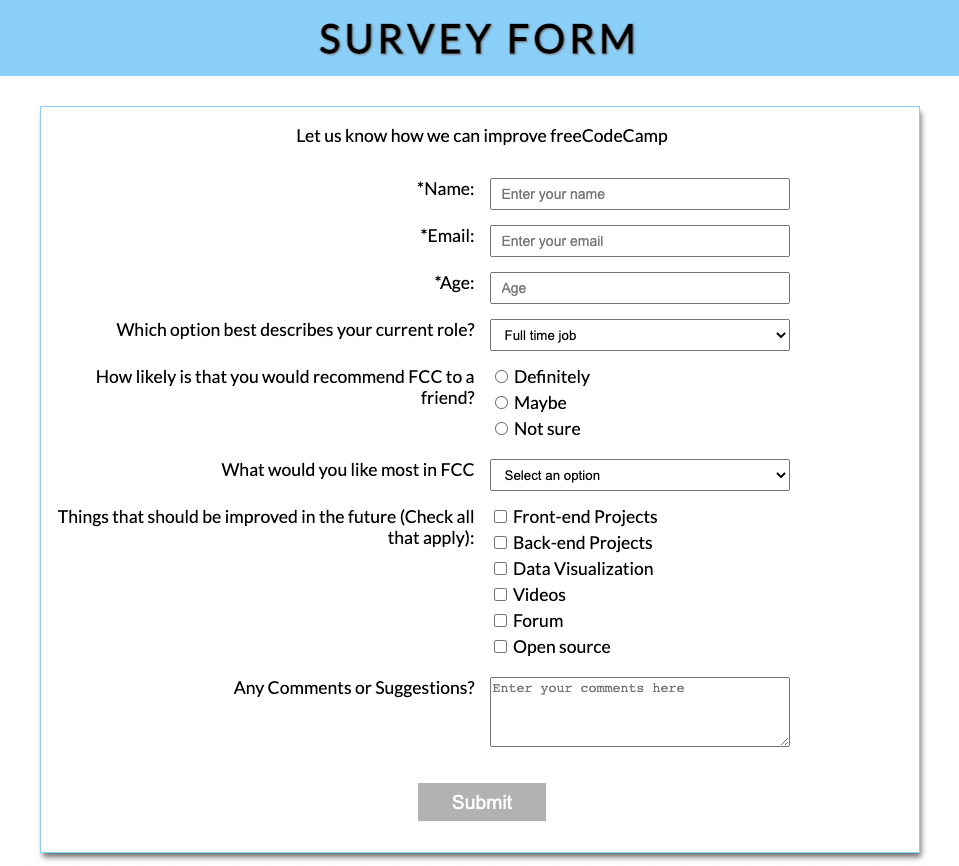 SURVEY FORM
Let us know how we can improve freeCodeCamp
*Name: Enter your name
*Email: Enter your email
*Age: Age
Which option best describes your current role? Full time job
How likely is that you would recommend FCC to a
friend?
Definitely
Maybe
Not sure
What would you like most in FCC Select an option
Things that should be improved in the future (Check all
that apply):
Front-end Projects
Back-end Projects
Data Visualization
Videos
Forum
Open source
Any Comments or Suggestions? Enter your comments here
Submit